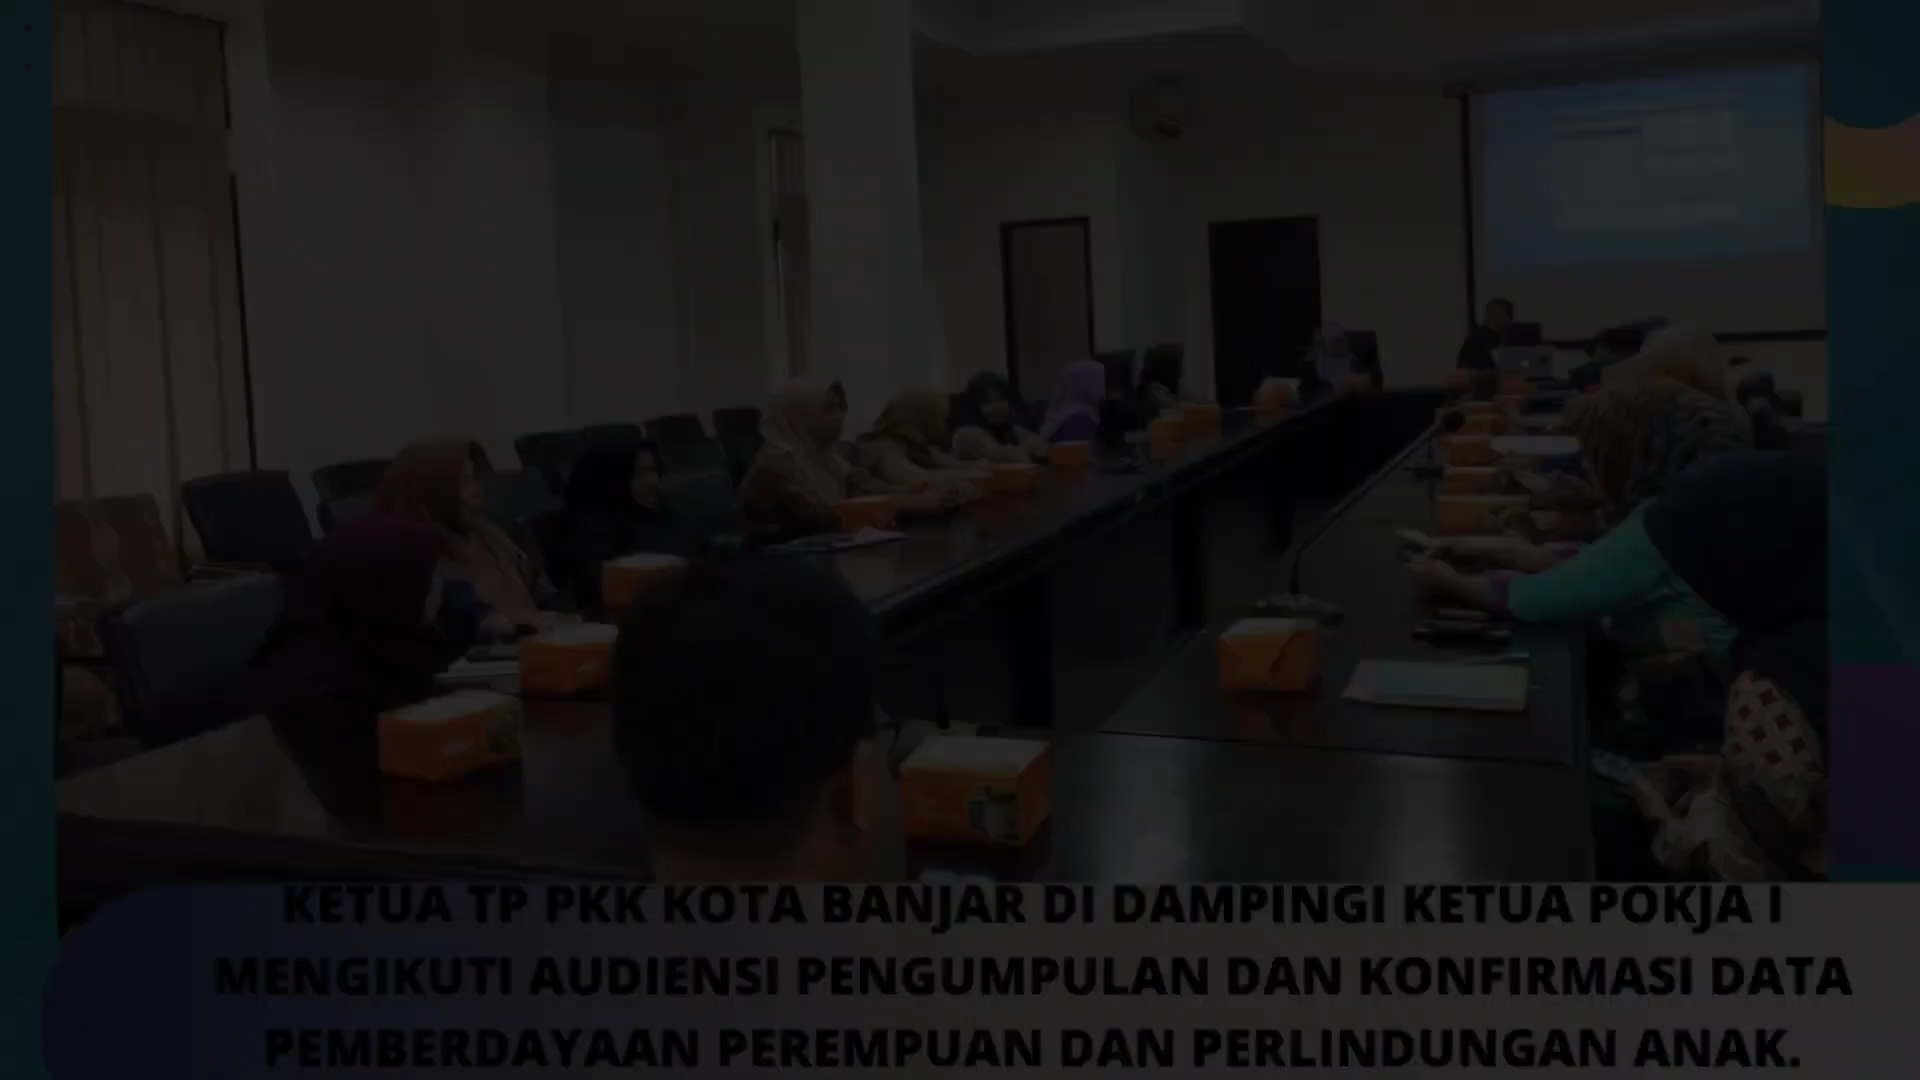 KETUA TP PKK KOTA BANJAR DI DAMPINGI KETUA POKJA I
MENGIKUTI AUDIENSI PENGUMPULAN DAN KONFIRMASI DATA
PEMBERDAYAAN PEREMPUAN DAN PERLINDUNGAN ANAK.